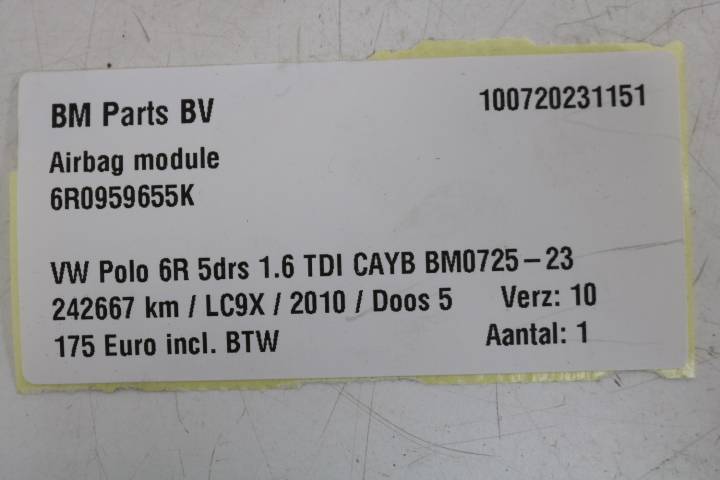 BM Parts BV 100720231151
Airbag module
6R0959655K
VW Polo 6R 5drs 1.6 TDI CAYB BM0725-23
242667 km / LC9X / 2010 / Doos 5 Verz: 10
175 Euro incl. BTW Aantal: 1